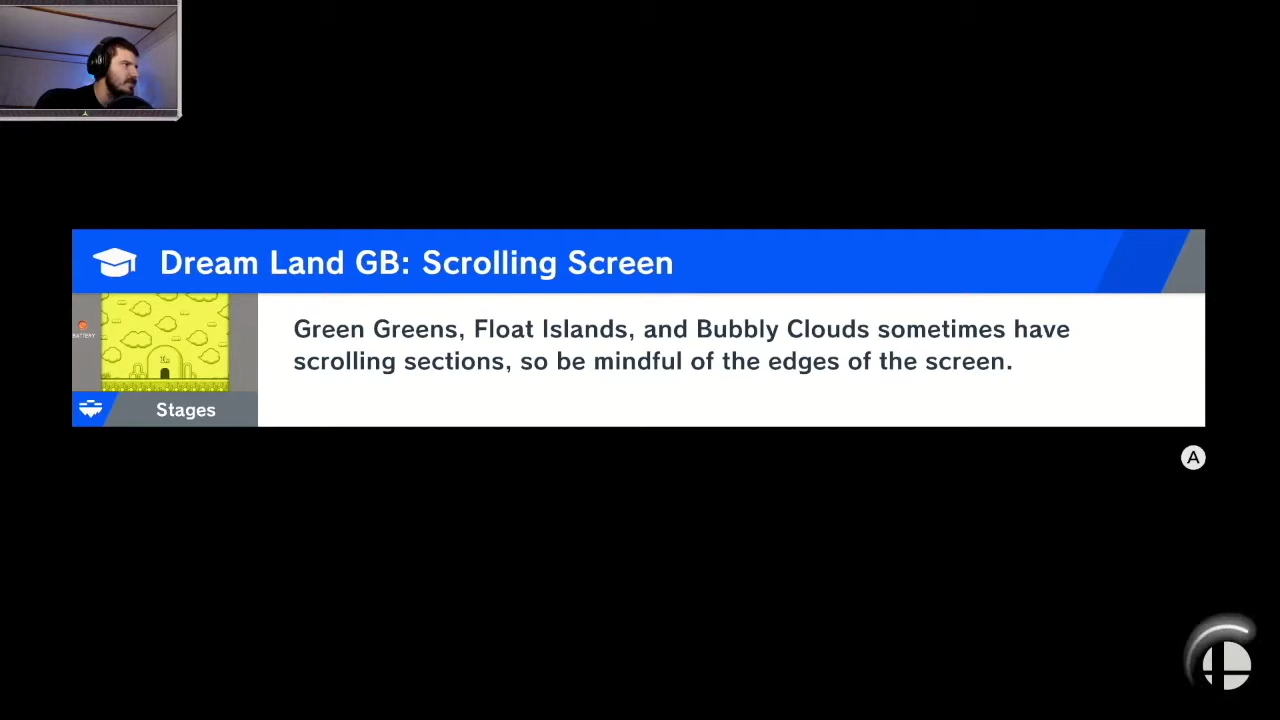 Dream Land GB: Scrolling Screen
BATTERY
Green Greens, Float Islands, and Bubbly Clouds sometimes have
scrolling sections, so be mindful of the edges of the screen.
Stages
A